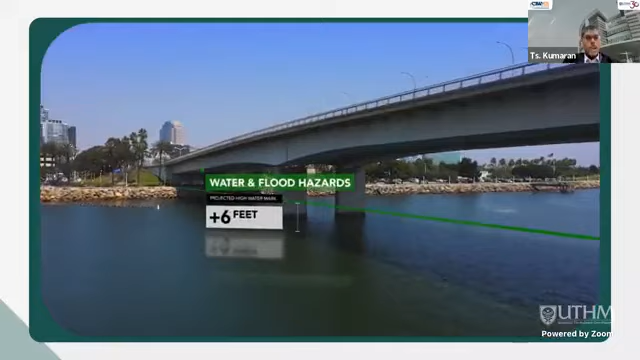 Ts. Kumaran
WATER & FLOOD HAZARDS
PROJECTED HIGH WATER MARK
+6 FEET
UTHM
Powered by Zoom